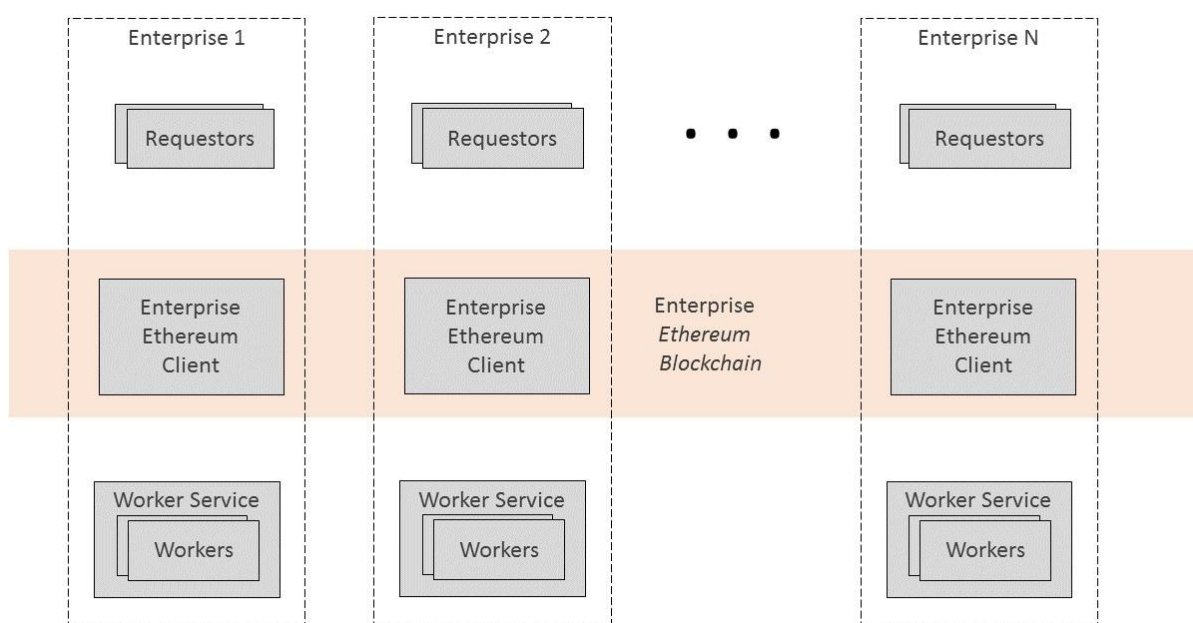 Enterprise 1
Enterprise 2
Enterprise N
Requestors
Requestors
Requestors
Enterprise
Ethereum
Client
Enterprise
Ethereum
Client
Enterprise
Ethereum
Blockchain
Enterprise
Ethereum
Client
Worker Service
Workers
Worker Service
Workers
Worker Service
Workers